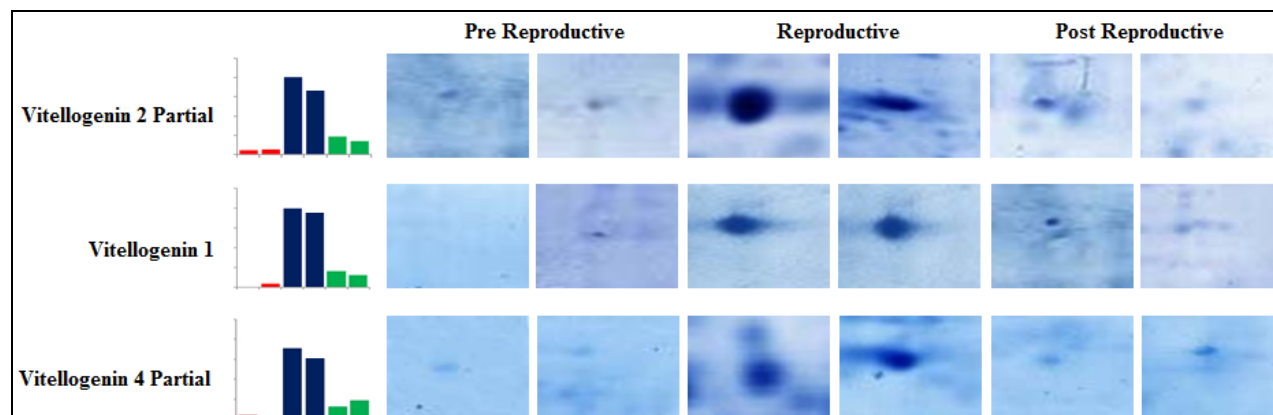 Pre Reproductive Reproductive Post Reproductive
Vitellogenin 2 Partial
Vitellogenin 1
Vitellogenin 4 Partial